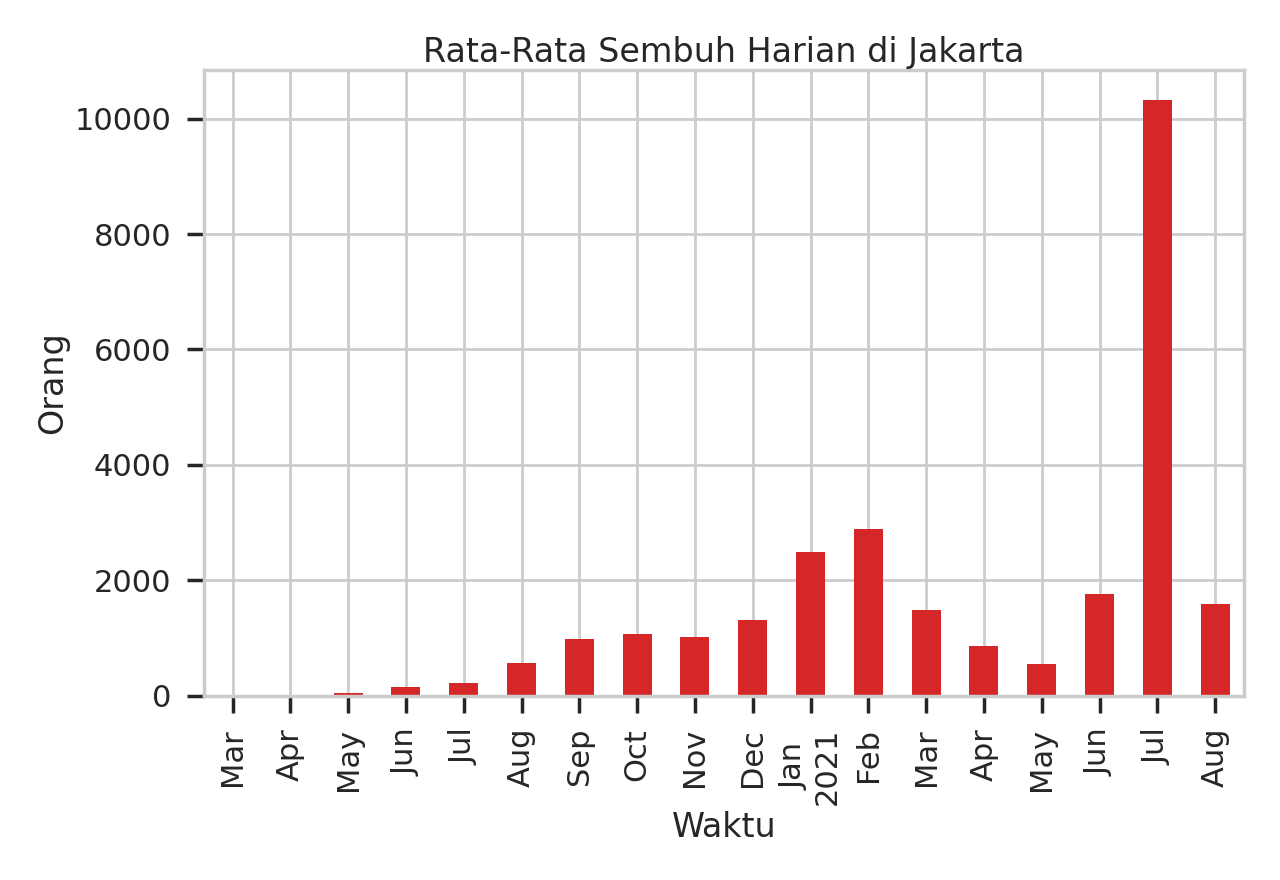 Rata-Rata Sembuh Harian di Jakarta
10000
8000
6000
4000
2000
0
Orang
Mar
Apr
May
Jun
Jul
Aug
Sep
Oct
Nov
Dec
Jan
2021
Feb
Mar
Apr
May
Jun
Jul
Aug
Waktu